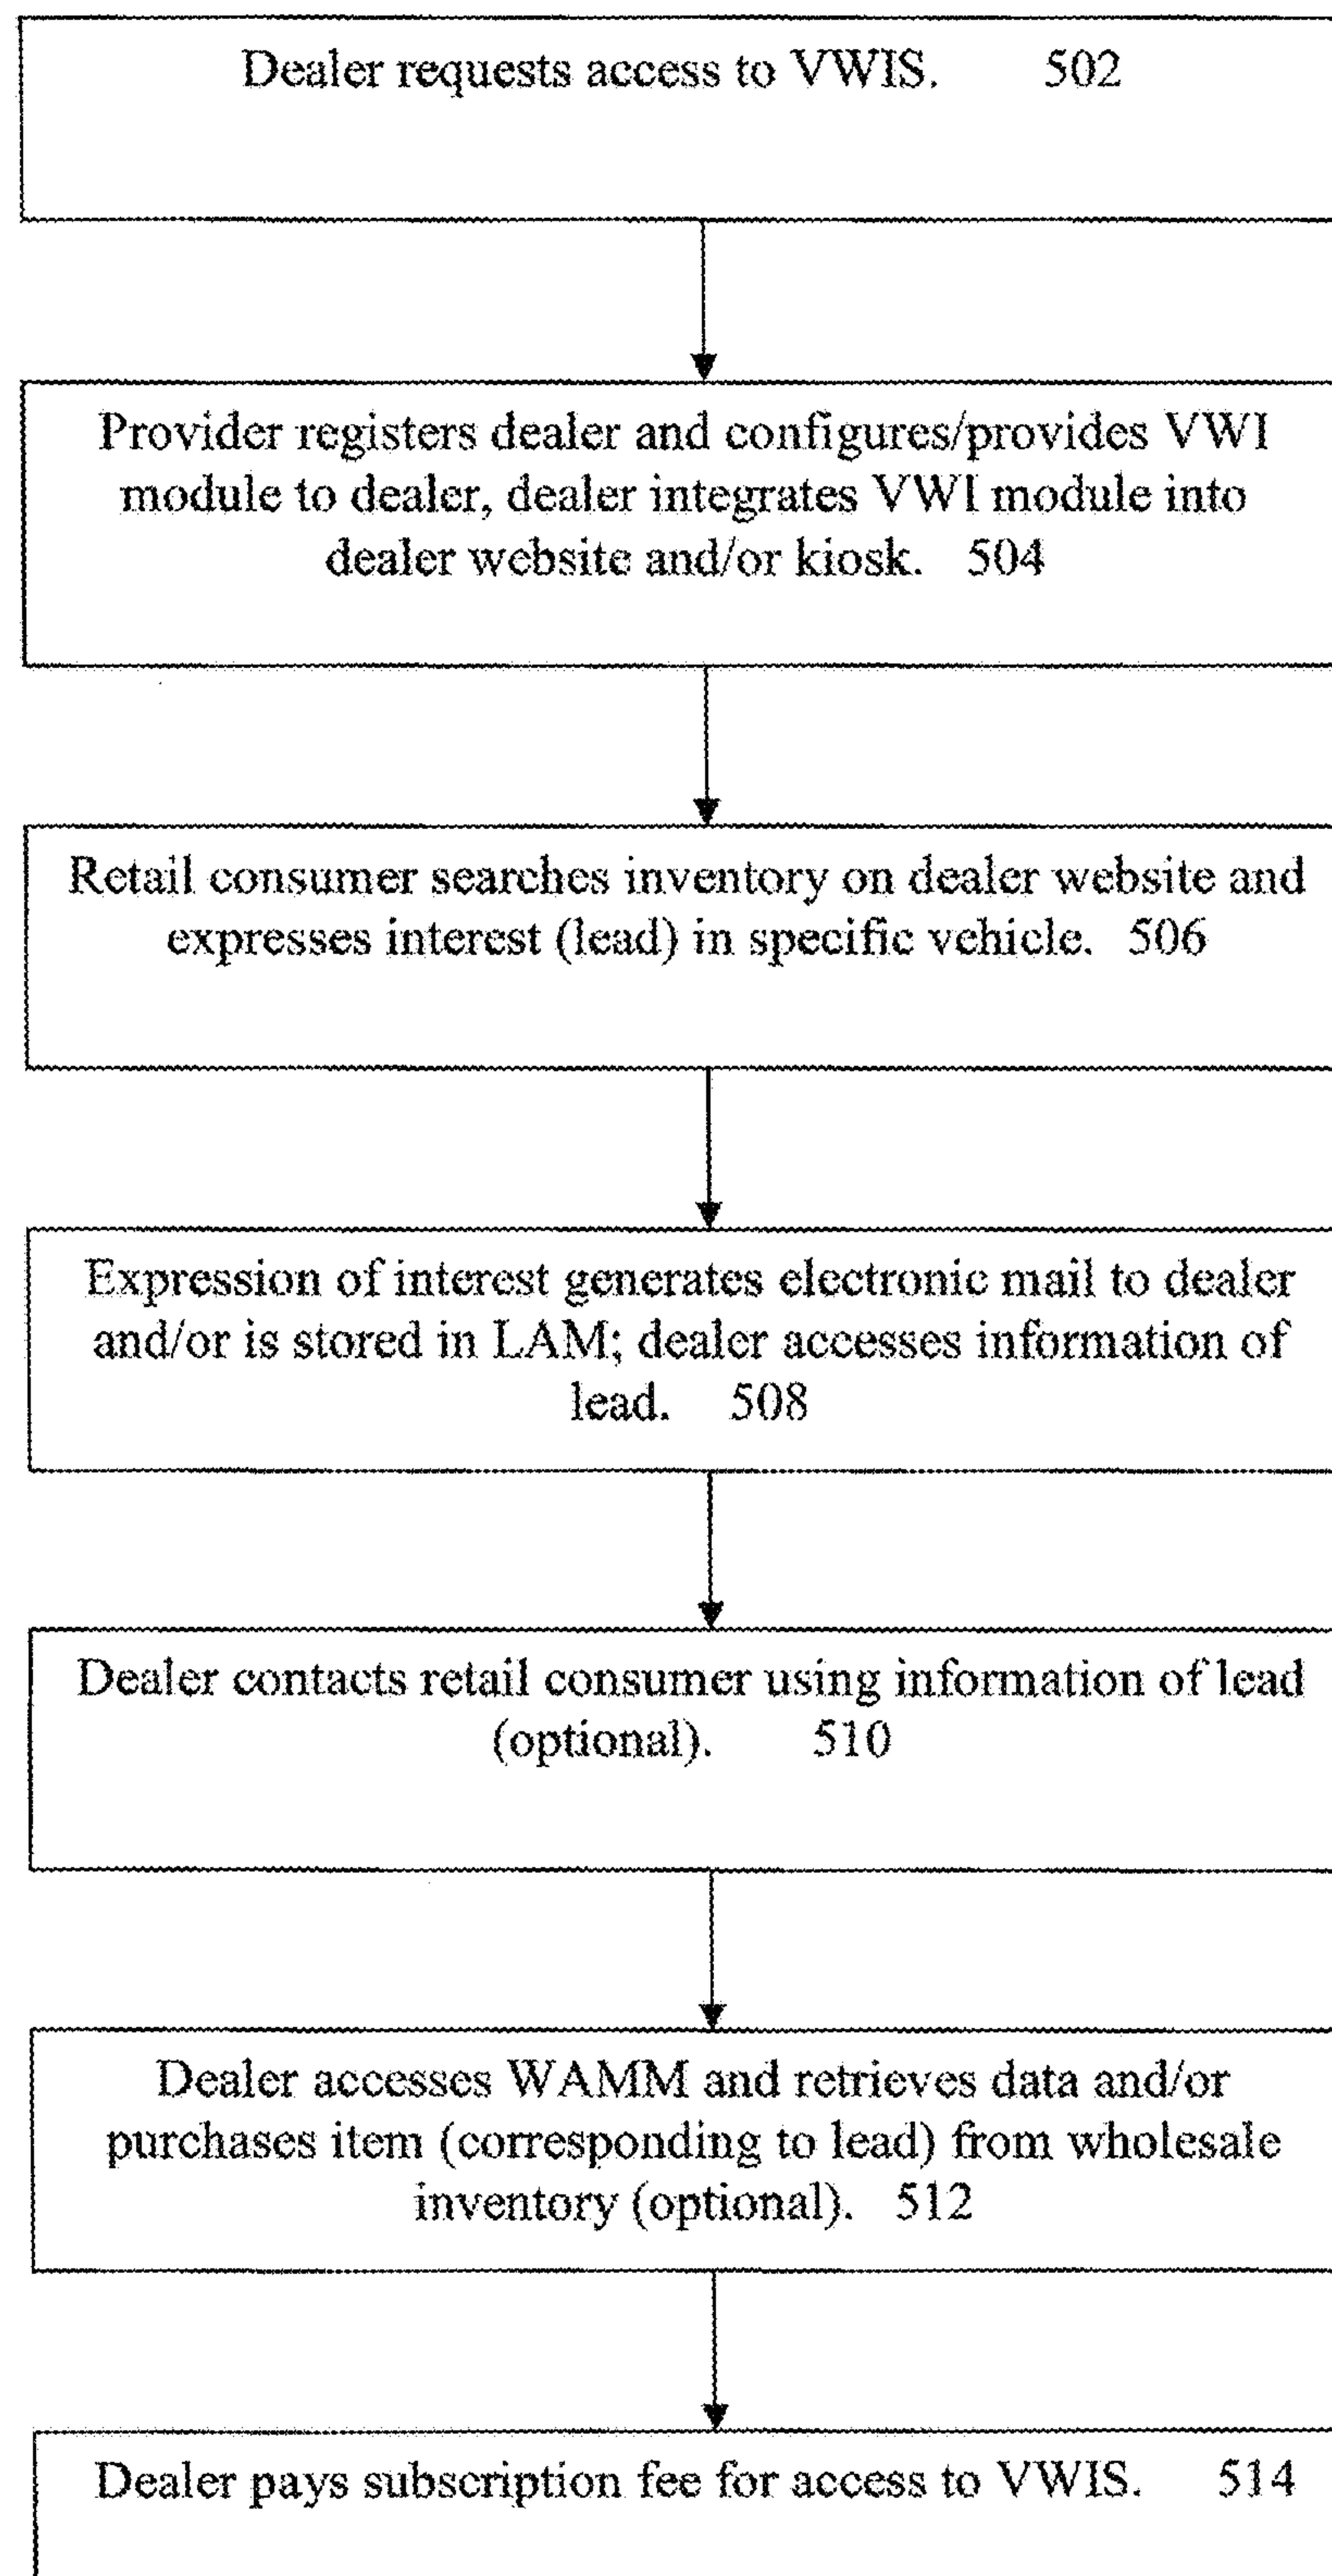 Dealer requests access to VWIS. 502
Provider registers dealer and configures/provides VWI
module to dealer, dealer integrates VWI module into
dealer website and/or kiosk. 504
Retail consumer searches inventory on dealer website and
expresses interest (lead) in specific vehicle. 506
Expression of interest generates electronic mail to dealer
and/or is stored in LAM; dealer accesses information of
lead. 508
Dealer contacts retail consumer using information of lead
(optional). 510
Dealer accesses WAMM and retrieves data and/or
purchases item (corresponding to lead) from wholesale
inventory (optional). 512
Dealer pays subscription fee for access to VWIS. 514